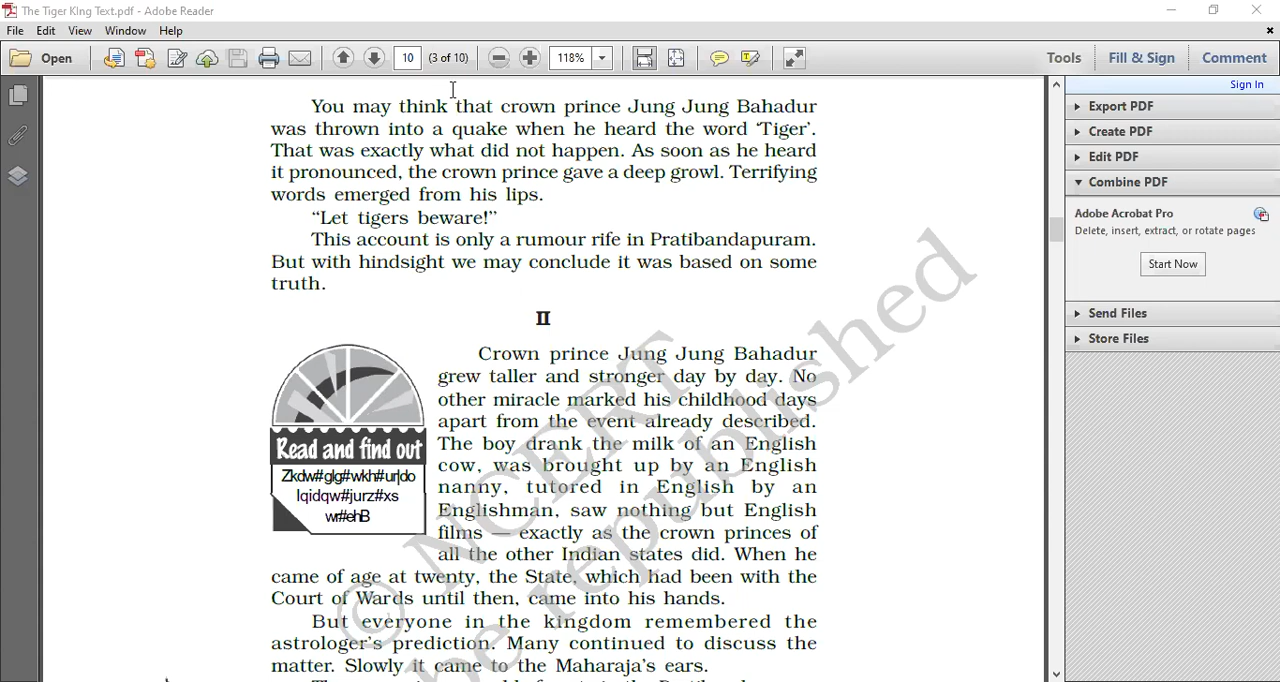 The Tiger KIng Text.pdf - Adobe Reader
File Edit View Window Help
Open 10 (3 of 10) 118% Tools Fill & Sign Comment
Sign In
Export PDF
Create PDF
Edit PDF
Combine PDF
Adobe Acrobat Pro
Delete, insert, extract, or rotate pages
Start Now
Send Files
Store Files
You may think that crown prince Jung Jung Bahadur
was thrown into a quake when he heard the word ‘Tiger’.
That was exactly what did not happen. As soon as he heard
it pronounced, the crown prince gave a deep growl. Terrifying
words emerged from his lips.
“Let tigers beware!”
This account is only a rumour rife in Pratibandapuram.
But with hindsight we may conclude it was based on some
truth.
II
Read and find out
Zkdw#glg#wkh#ur|do
lqidqw#jurz#xs
wr#ehB
Crown prince Jung Jung Bahadur
grew taller and stronger day by day. No
other miracle marked his childhood days
apart from the event already described.
The boy drank the milk of an English
cow, was brought up by an English
nanny, tutored in English by an
Englishman, saw nothing but English
films — exactly as the crown princes of
all the other Indian states did. When he
came of age at twenty, the State, which had been with the
Court of Wards until then, came into his hands.
But everyone in the kingdom remembered the
astrologer’s prediction. Many continued to discuss the
matter. Slowly it came to the Maharaja’s ears.
© NCERT
be republished